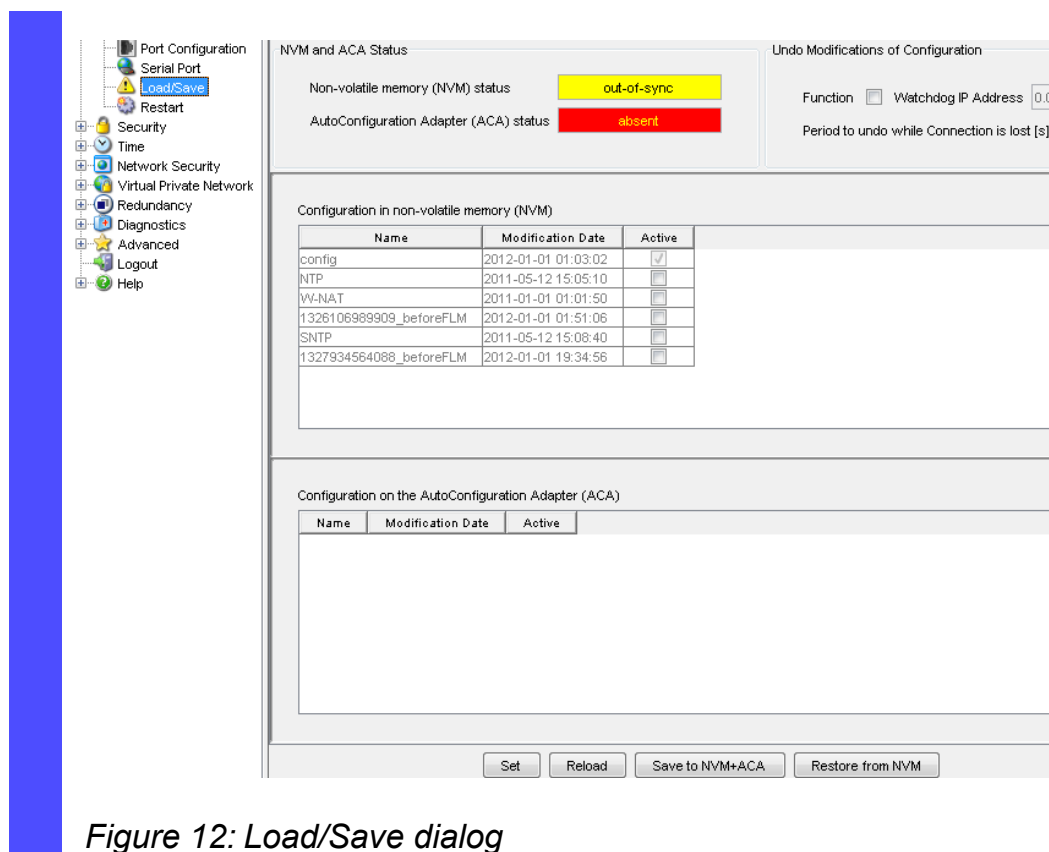 Port Configuration
Serial Port
Load/Save
Restart
Security
Time
Network Security
Virtual Private Network
Redundancy
Diagnostics
Advanced
Logout
Help
NVM and ACA Status
Non-volatile memory (NVM) status out-of-sync
AutoConfiguration Adapter (ACA) status absent
Undo Modifications of Configuration
Function Watchdog IP Address 0.0
Period to undo while Connection is lost [s]
Configuration in non-volatile memory (NVM)
Name Modification Date Active
config 2012-01-01 01:03:02
NTP 2011-05-12 15:05:10
VV-NAT 2011-01-01 01:01:50
1326106989909_beforeFLM 2012-01-01 01:51:06
SNTP 2011-05-12 15:08:40
1327934564088_beforeFLM 2012-01-01 19:34:56
Configuration on the AutoConfiguration Adapter (ACA)
Name Modification Date Active
Set Reload Save to NVM+ACA Restore from NVM
Figure 12: Load/Save dialog